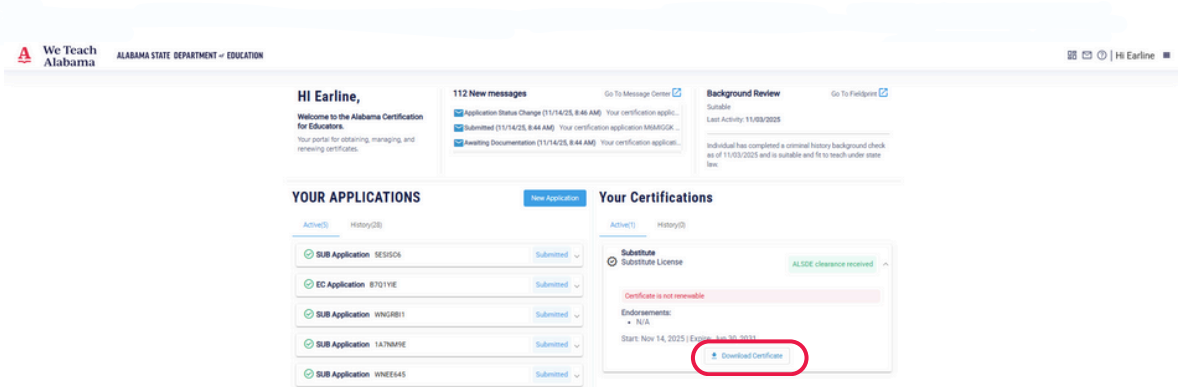 We Teach
Alabama
ALABAMA STATE DEPARTMENT of EDUCATION
Hi Earline
HI Earline,
Welcome to the Alabama Certification
for Educators.
Your portal for obtaining, managing, and
renewing certificates.
112 New messages
Go To Message Center
Application Status Change (11/14/25, 8:46 AM) Your certification applic...
Submitted (11/14/25, 8:44 AM) Your certification application M6MIGGK ...
Awaiting Documentation (11/14/25, 8:44 AM) Your certification applicati...
Background Review
Go To Fieldprint
Suitable
Last Activity: 11/03/2025
Individual has completed a criminal history background check
as of 11/03/2025 and is suitable and fit to teach under state
law.
YOUR APPLICATIONS
New Application
Active(5) History(28)
SUB Application 5ESISC6 Submitted
EC Application B7Q1YIE Submitted
SUB Application WNGRBI1 Submitted
SUB Application 1A7NM9E Submitted
SUB Application WNEE645 Submitted
Your Certifications
Active(1) History(0)
Substitute
Substitute License
ALSDE clearance received
Certificate is not renewable
Endorsements:
N/A
Start: Nov 14, 2025 | Expire: Jun 30, 2031
Download Certificate